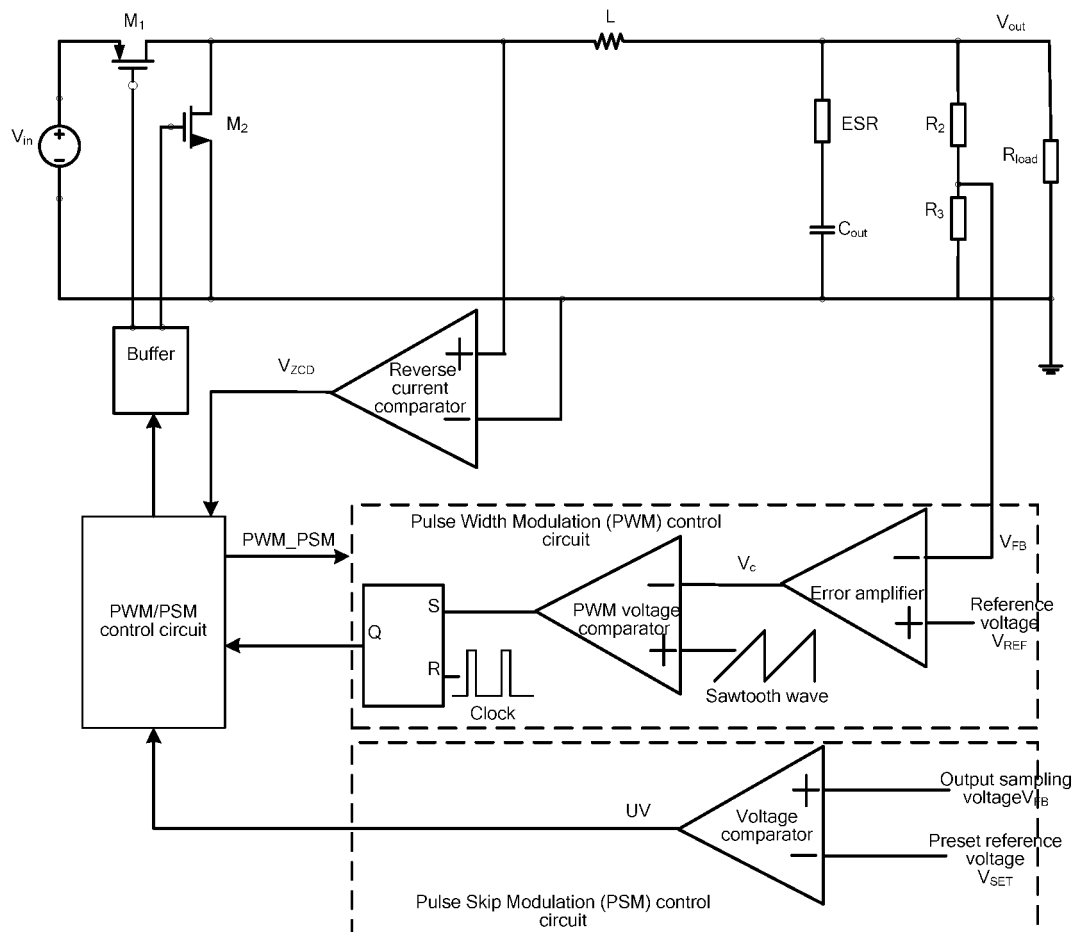 M1
L
Vout
Vin
+
−
M2
ESR
R2
Rload
R3
Cout
Buffer
VZCD
Reverse
current
comparator
+
−
Pulse Width Modulation (PWM) control
circuit
PWM_PSM
VFB
Vc
−
Error amplifier
+
Reference
voltage
VREF
PWM/PSM
control circuit
S
Q
R
−
PWM voltage
comparator
+
Sawtooth wave
Clock
UV
+
Voltage
comparator
−
Output sampling
voltageVFB
Preset reference
voltage
VSET
Pulse Skip Modulation (PSM) control
circuit